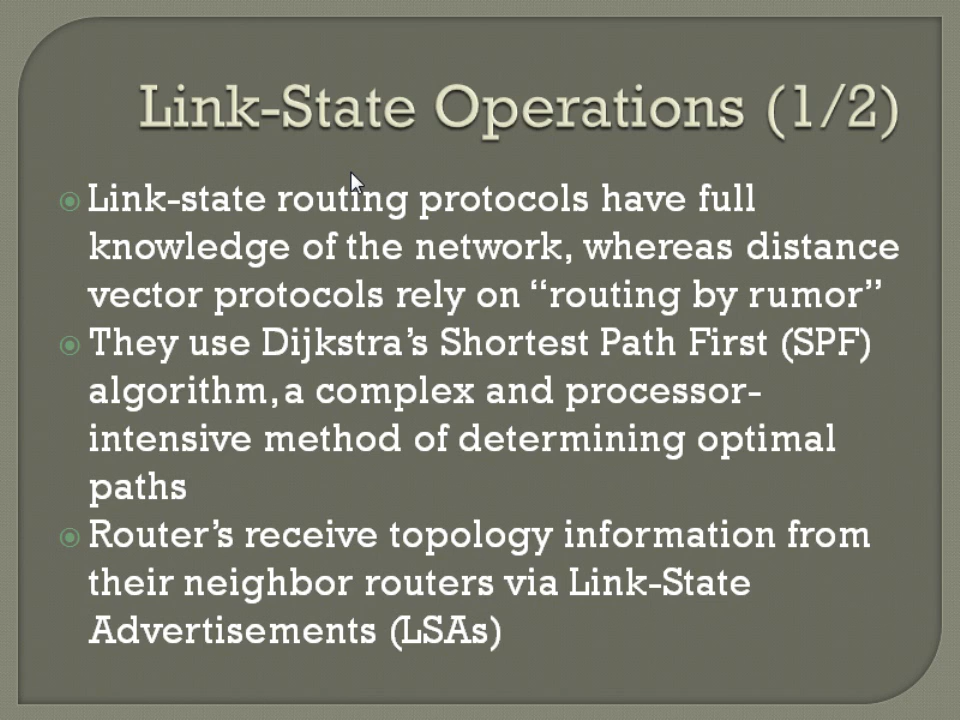 Link-State Operations (1/2)
Link-state routing protocols have full
knowledge of the network, whereas distance
vector protocols rely on “routing by rumor”
They use Dijkstra’s Shortest Path First (SPF)
algorithm, a complex and processor-
intensive method of determining optimal
paths
Router’s receive topology information from
their neighbor routers via Link-State
Advertisements (LSAs)